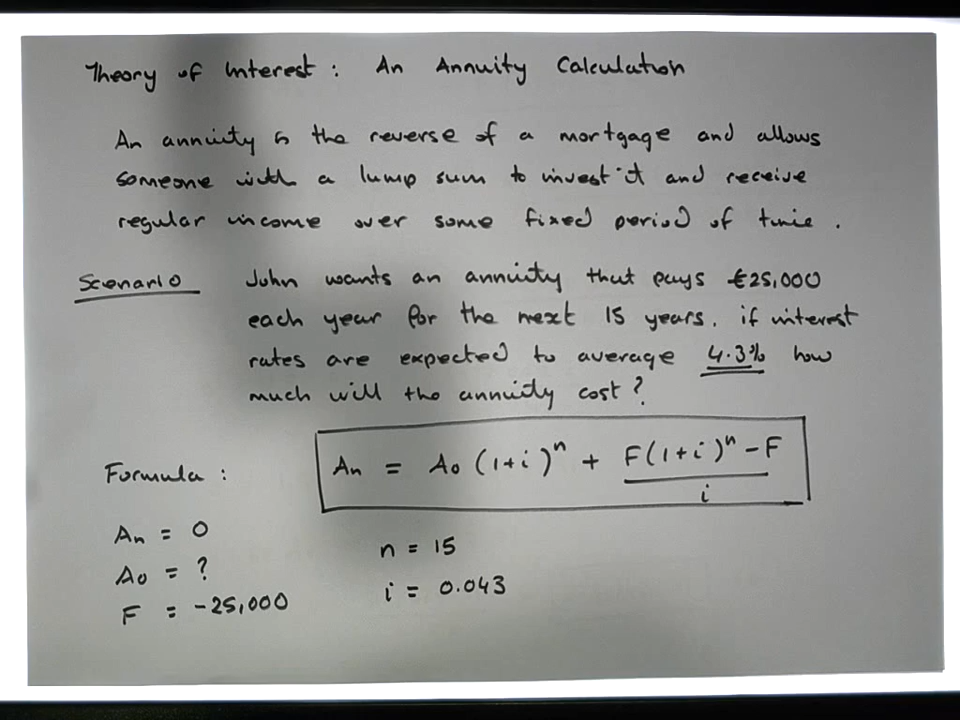 Theory of Interest : An Annuity Calculation
An annuity is the reverse of a mortgage and allows
someone with a lump sum to invest it and receive
regular income over some fixed period of time .
Scenario John wants an annuity that pays €25,000
each year for the next 15 years. if interest
rates are expected to average 4.3% how
much will the annuity cost?
Formula : An = A0 (1+i)^n + F(1+i)^n - F / i
An = 0
n = 15
A0 = ?
i = 0.043
F = -25,000